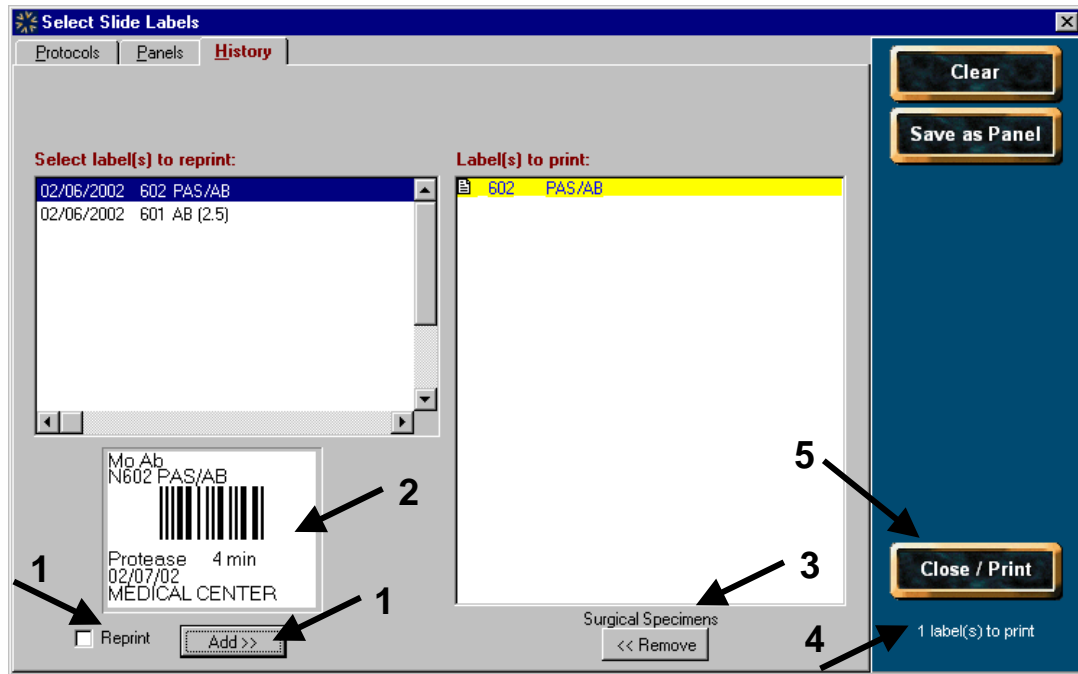 Select Slide Labels
Protocols Panels History
Clear
Save as Panel
Select label(s) to reprint:
02/06/2002 602 PAS/AB
02/06/2002 601 AB (2.5)
Label(s) to print:
602 PAS/AB
Mo Ab
N602 PAS/AB
Protease 4 min
02/07/02
MEDICAL CENTER
2
1
Reprint
1
Add >>
3
Surgical Specimens
<< Remove
5
Close / Print
4
1 label(s) to print